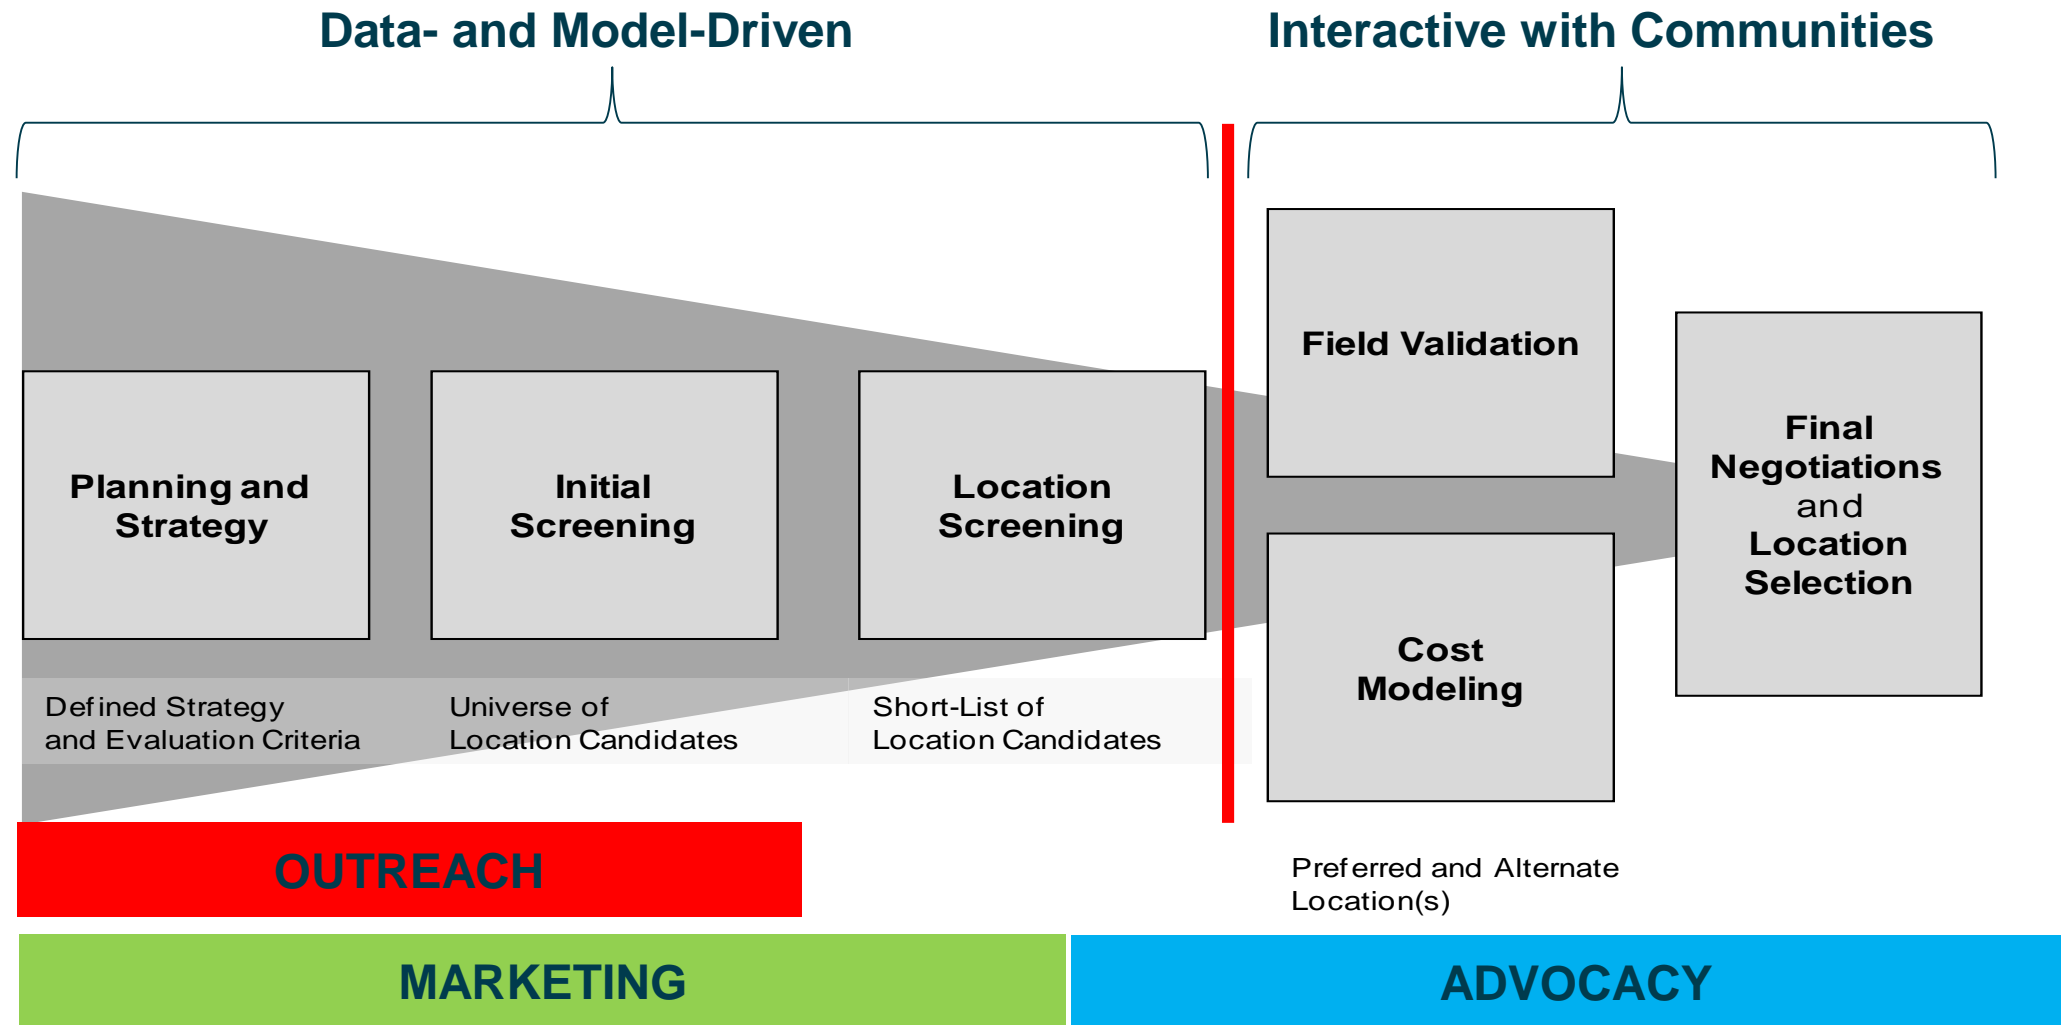 Data- and Model-Driven
Interactive with Communities
Planning and
Strategy
Initial
Screening
Location
Screening
Field Validation
Cost
Modeling
Final
Negotiations
and
Location
Selection
Defined Strategy
and Evaluation Criteria
Universe of
Location Candidates
Short-List of
Location Candidates
Preferred and Alternate
Location(s)
OUTREACH
MARKETING
ADVOCACY